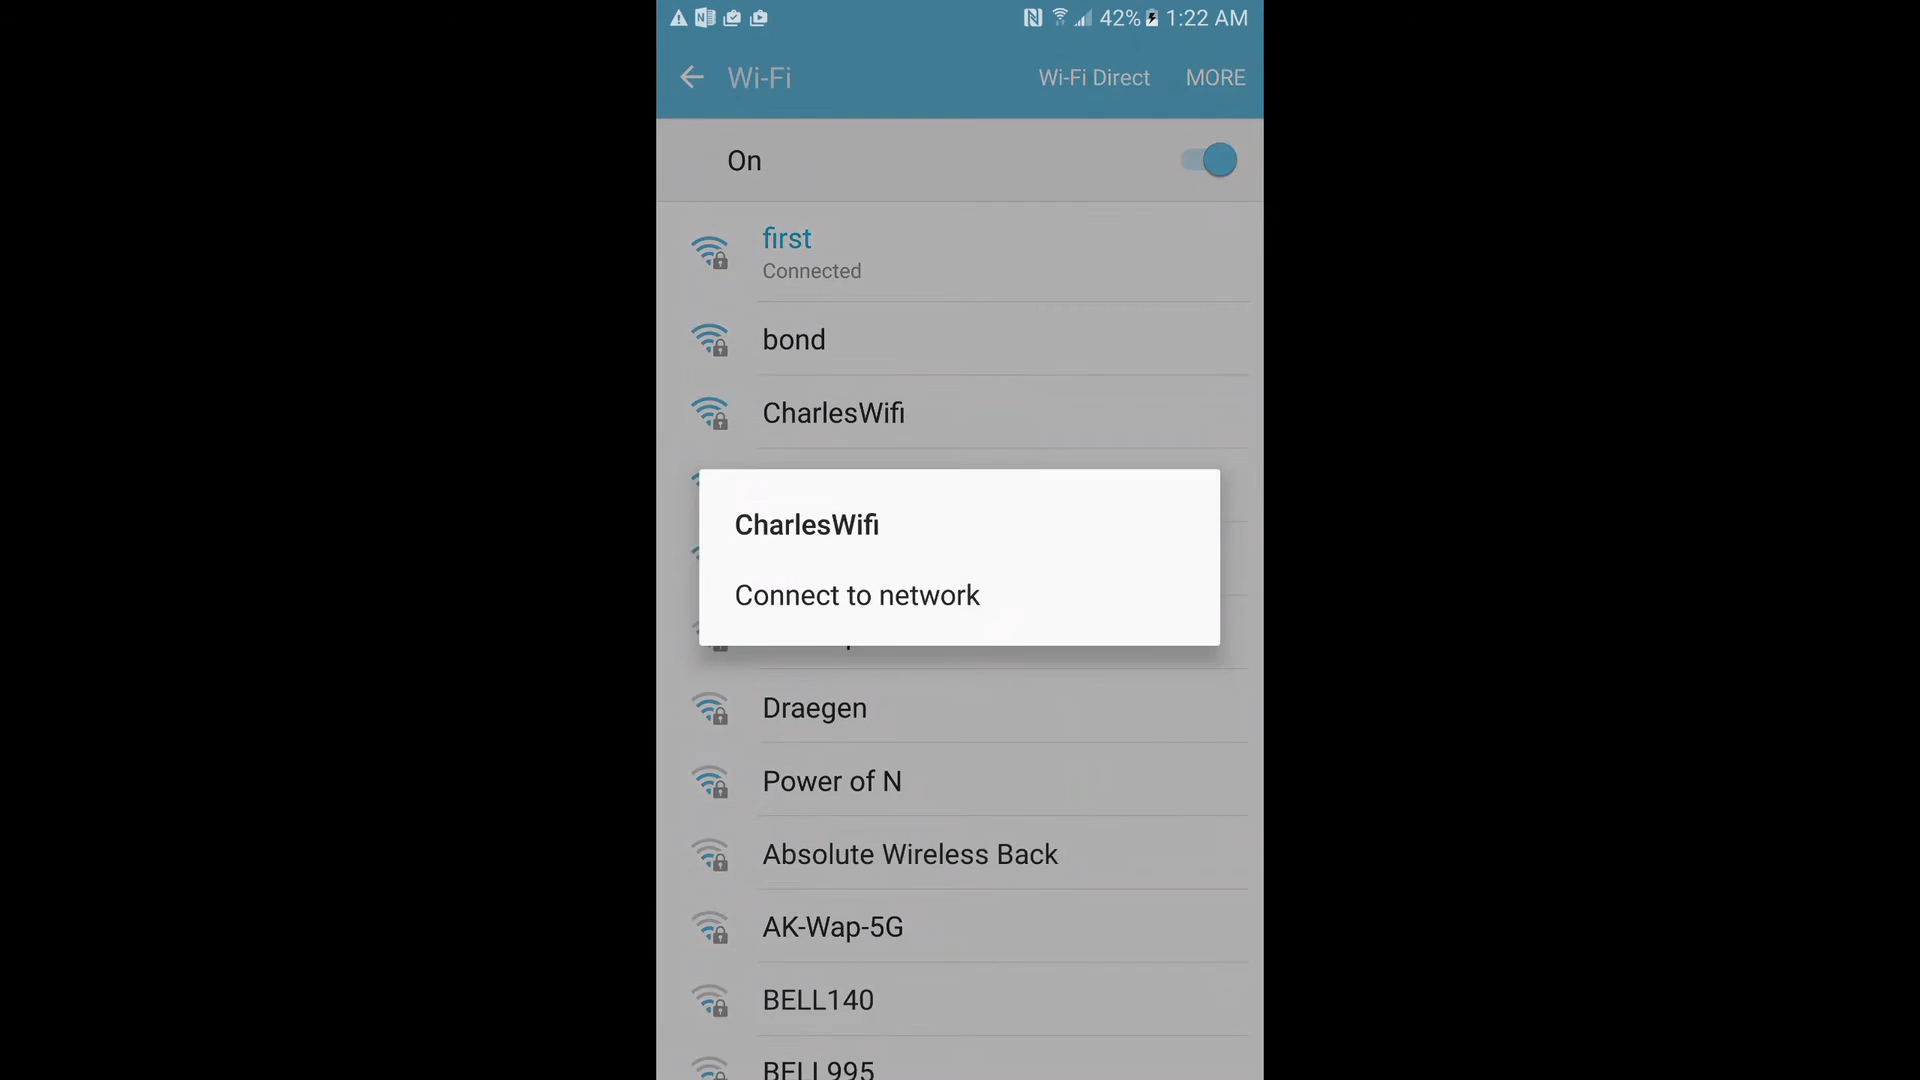 42% 1:22 AM
Wi-Fi Wi-Fi Direct MORE
On
first
Connected
bond
CharlesWifi
CharlesWifi
Connect to network
Draegen
Power of N
Absolute Wireless Back
AK-Wap-5G
BELL140
BELL995